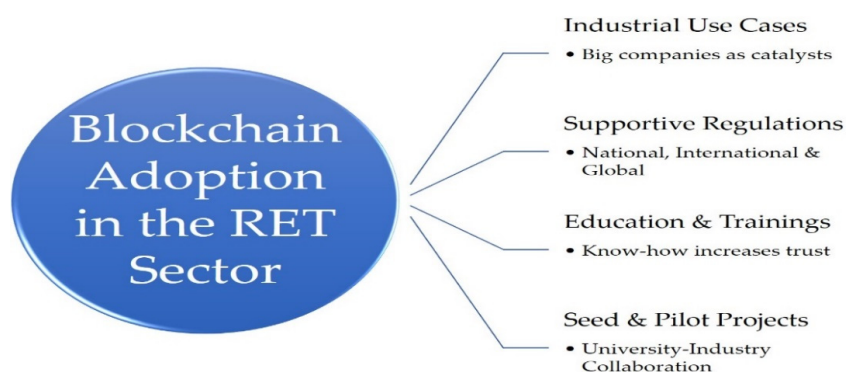 Blockchain
Adoption
in the RET
Sector
Industrial Use Cases
• Big companies as catalysts
Supportive Regulations
• National, International &
Global
Education & Trainings
• Know-how increases trust
Seed & Pilot Projects
• University-Industry
Collaboration